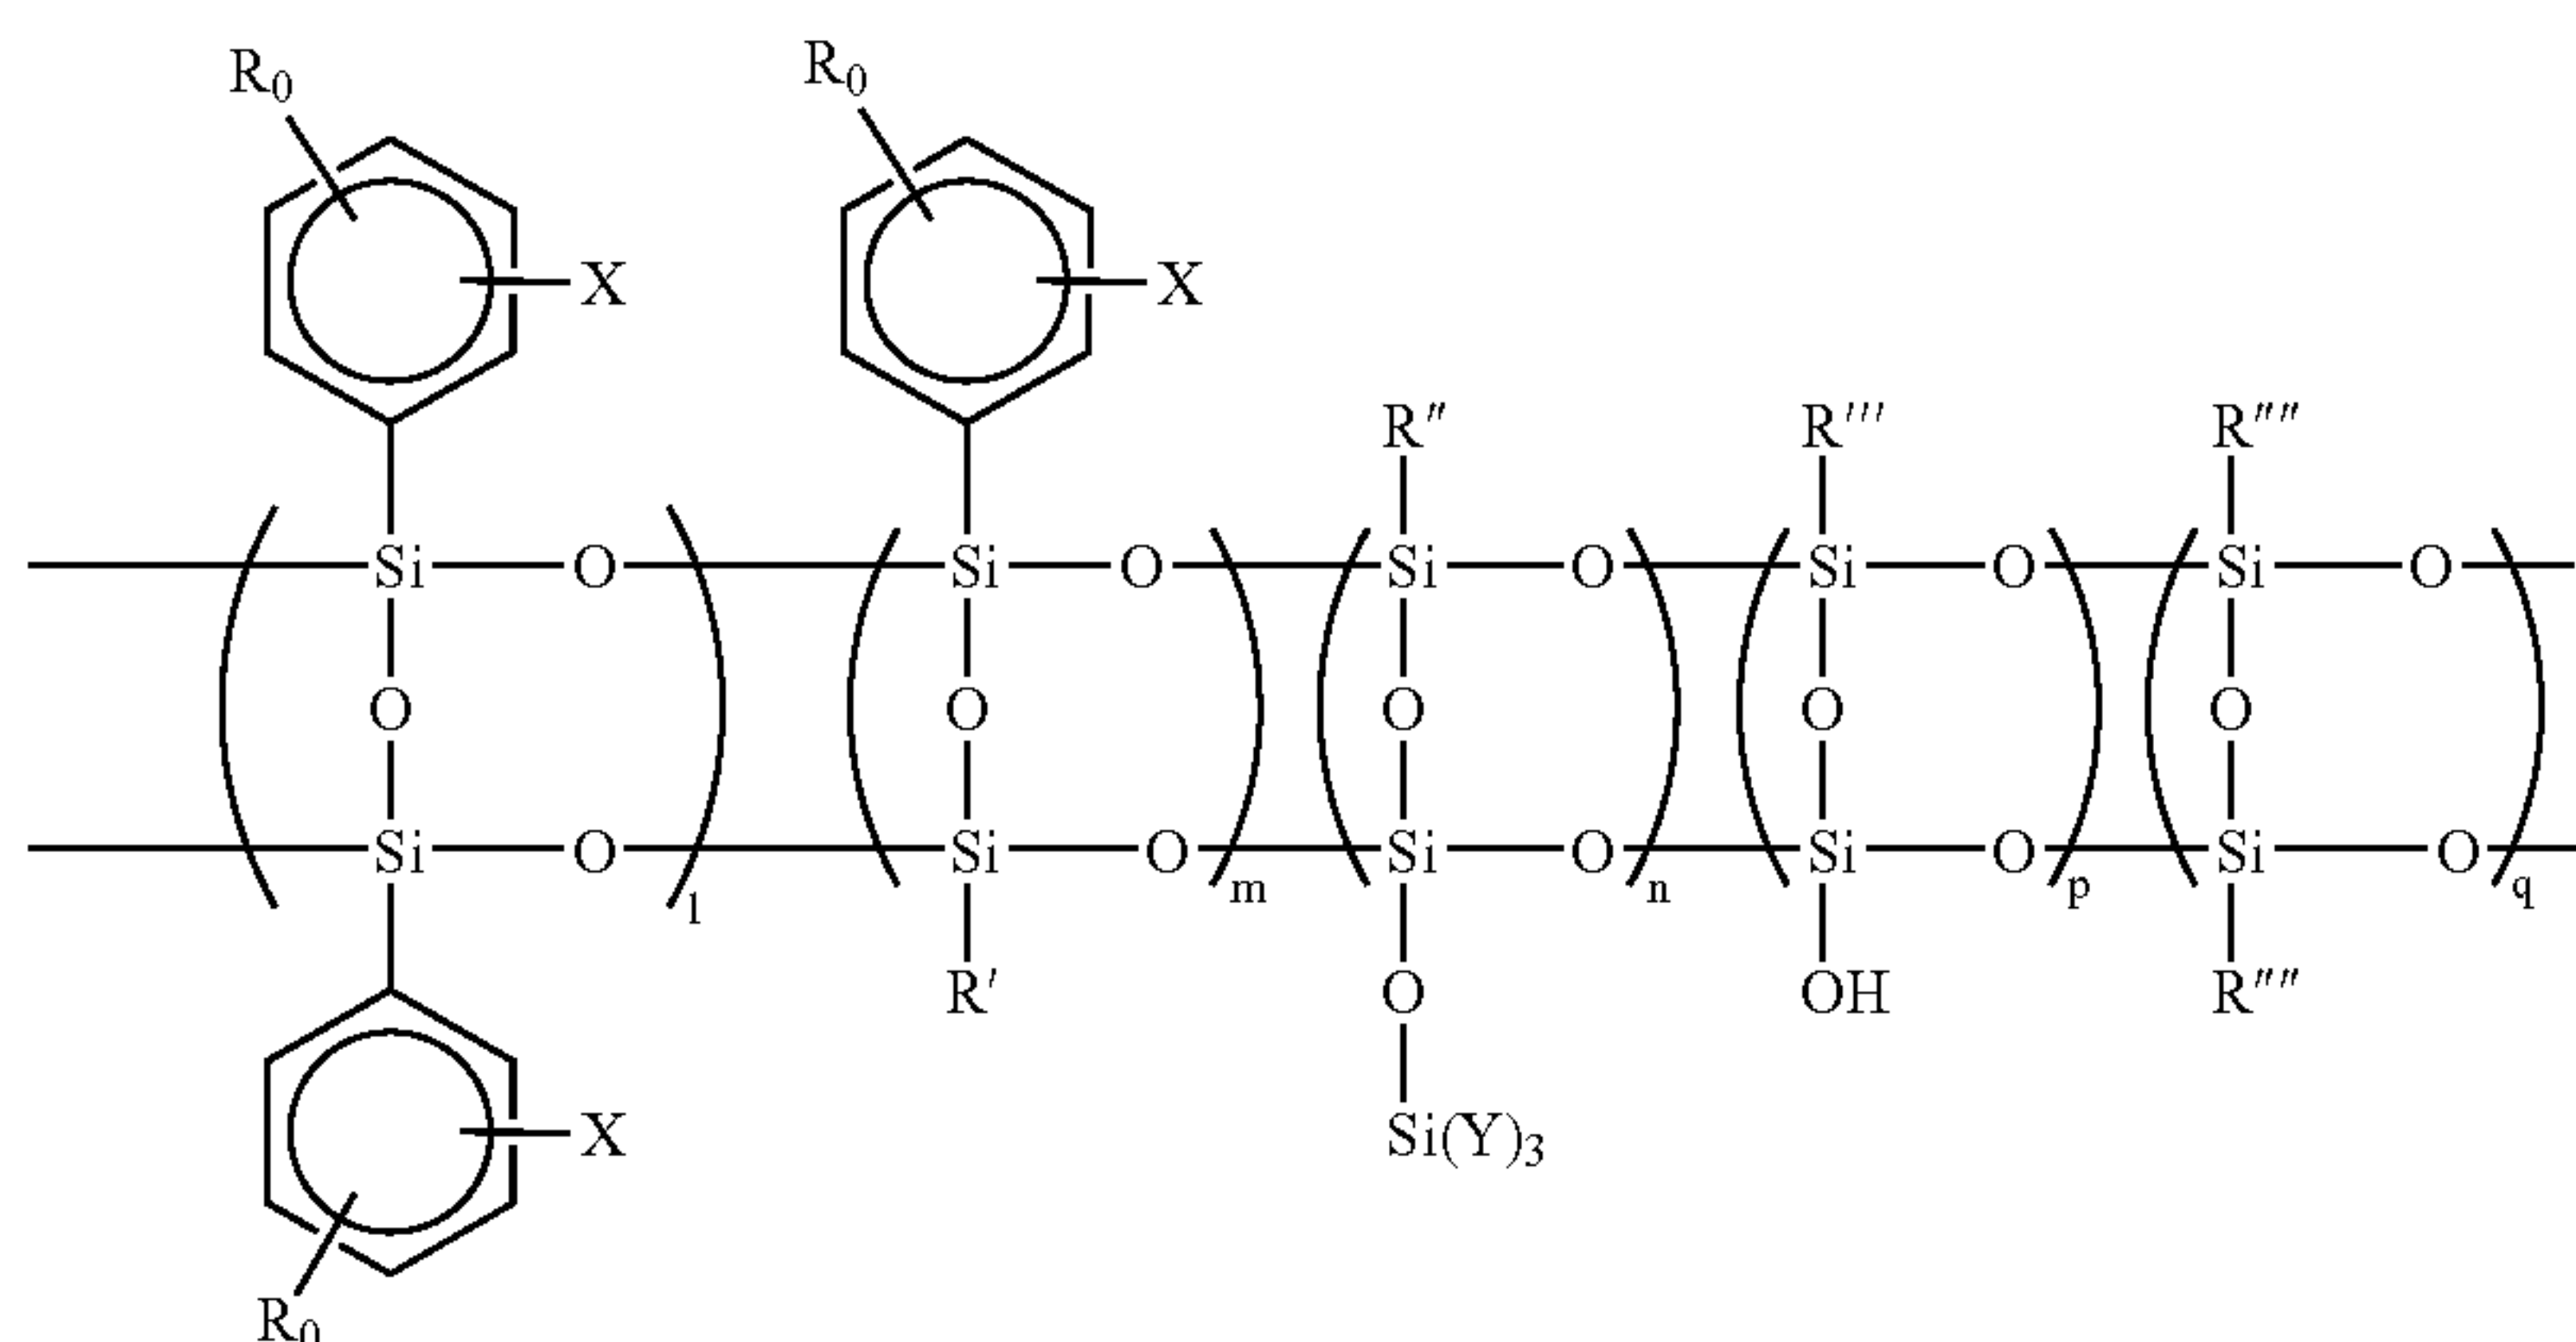 R₀ R₀
X X
R″ R‴ R″″
Si O Si O Si O Si O Si O
O O O O O
Si O Si O Si O Si O Si O
l m n p q
R′ O OH R″″
X Si(Y)₃
R₀